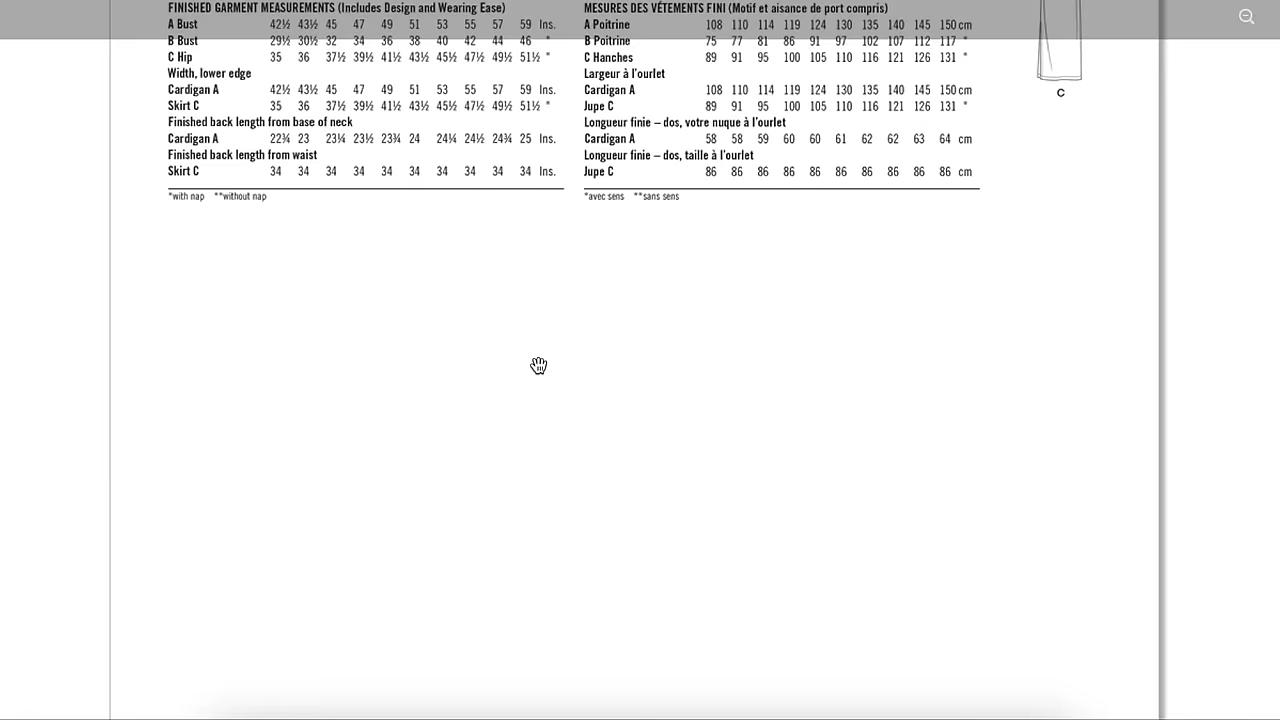 FINISHED GARMENT MEASUREMENTS (Includes Design and Wearing Ease)
A Bust 42½ 43½ 45 47 49 51 53 55 57 59 Ins.
B Bust 29½ 30½ 32 34 36 38 40 42 44 46 "
C Hip 35 36 37½ 39½ 41½ 43½ 45½ 47½ 49½ 51½ "
Width, lower edge
Cardigan A 42½ 43½ 45 47 49 51 53 55 57 59 Ins.
Skirt C 35 36 37½ 39½ 41½ 43½ 45½ 47½ 49½ 51½ "
Finished back length from base of neck
Cardigan A 22¾ 23 23¼ 23½ 23¾ 24 24¼ 24½ 24¾ 25 Ins.
Finished back length from waist
Skirt C 34 34 34 34 34 34 34 34 34 34 Ins.
*with nap **without nap
MESURES DES VÉTEMENTS FINI (Motif et aisance de port compris)
A Poitrine 108 110 114 119 124 130 135 140 145 150 cm
B Poitrine 75 77 81 86 91 97 102 107 112 117 "
C Hanches 89 91 95 100 105 110 116 121 126 131 "
Largeur à l'ourlet
Cardigan A 108 110 114 119 124 130 135 140 145 150 cm
Jupe C 89 91 95 100 105 110 116 121 126 131 "
Longueur finie – dos, votre nuque à l'ourlet
Cardigan A 58 58 59 60 60 61 62 62 63 64 cm
Longueur finie – dos, taille à l'ourlet
Jupe C 86 86 86 86 86 86 86 86 86 86 cm
*avec sens **sans sens
C